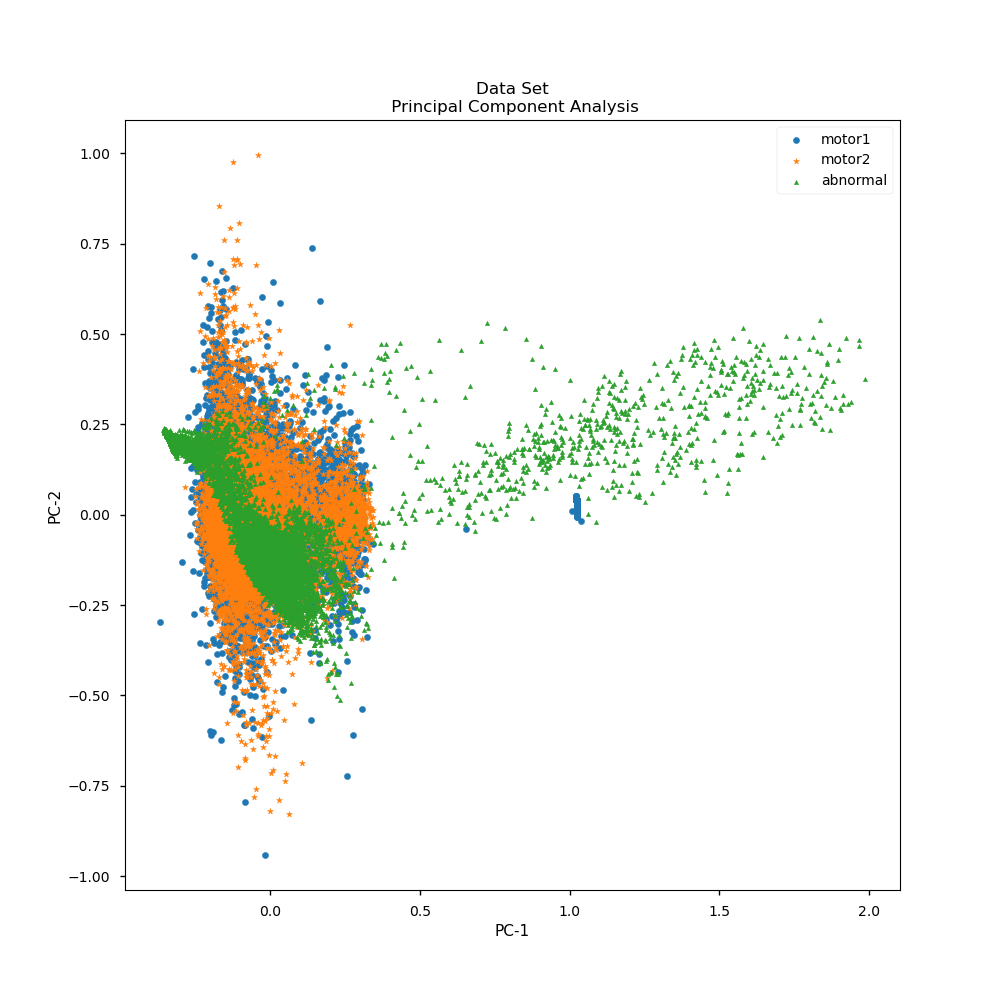 Data Set
Principal Component Analysis
motor1
motor2
abnormal
1.00
0.75
0.50
0.25
0.00
−0.25
−0.50
−0.75
−1.00
PC-2
0.0
0.5
1.0
1.5
2.0
PC-1